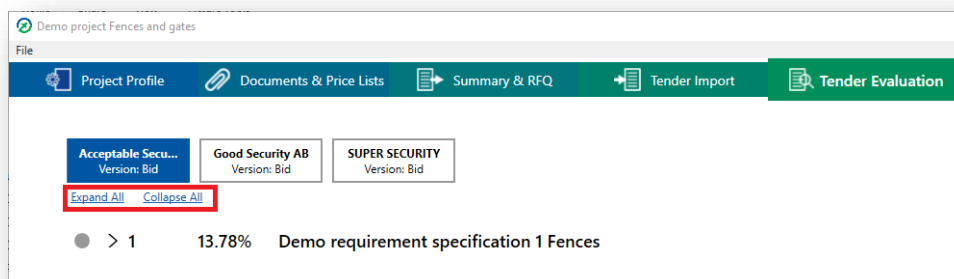 Demo project Fences and gates
File
Project Profile Documents & Price Lists Summary & RFQ Tender Import Tender Evaluation
Acceptable Secu... Good Security AB SUPER SECURITY
Version: Bid Version: Bid Version: Bid
Expand All Collapse All
1 13.78% Demo requirement specification 1 Fences